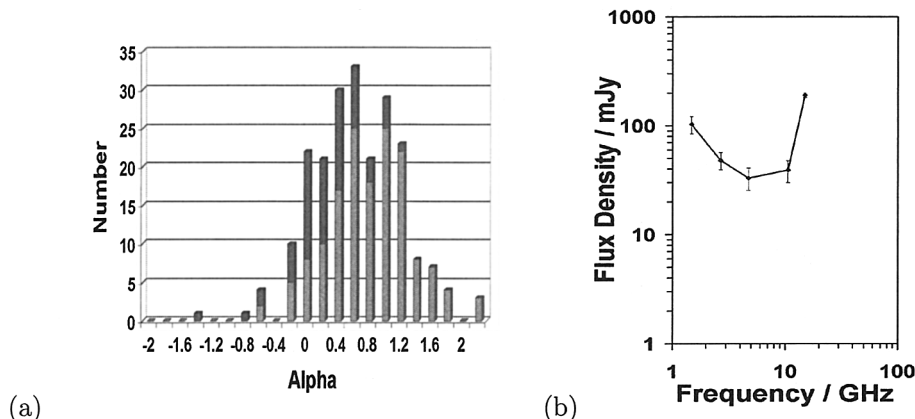 35
30
25
20
15
10
5
0
Number
-2 -1.6 -1.2 -0.8 -0.4 0 0.4 0.8 1.2 1.6 2
Alpha
(a)
1000
100
10
1
Flux Density / mJy
1 10 100
Frequency / GHz
(b)